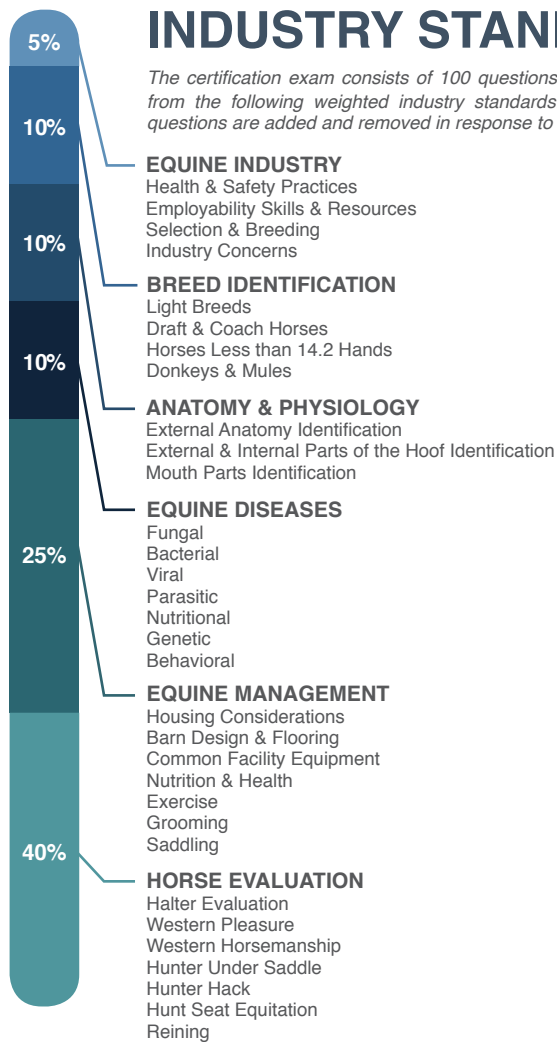 INDUSTRY STAN
The certification exam consists of 100 questions
from the following weighted industry standards
questions are added and removed in response to
5%
EQUINE INDUSTRY
Health & Safety Practices
Employability Skills & Resources
Selection & Breeding
Industry Concerns
10%
BREED IDENTIFICATION
Light Breeds
Draft & Coach Horses
Horses Less than 14.2 Hands
Donkeys & Mules
10%
ANATOMY & PHYSIOLOGY
External Anatomy Identification
External & Internal Parts of the Hoof Identification
Mouth Parts Identification
10%
EQUINE DISEASES
Fungal
Bacterial
Viral
Parasitic
Nutritional
Genetic
Behavioral
25%
EQUINE MANAGEMENT
Housing Considerations
Barn Design & Flooring
Common Facility Equipment
Nutrition & Health
Exercise
Grooming
Saddling
40%
HORSE EVALUATION
Halter Evaluation
Western Pleasure
Western Horsemanship
Hunter Under Saddle
Hunter Hack
Hunt Seat Equitation
Reining